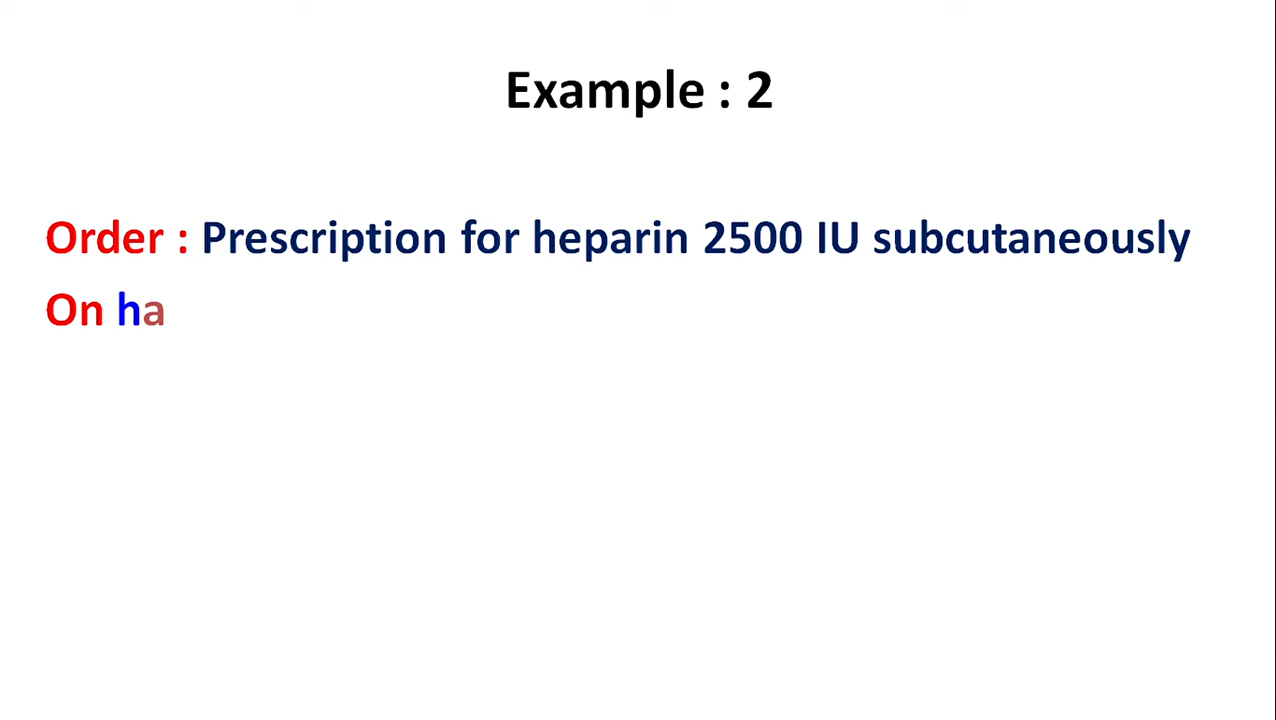 Example : 2
Order : Prescription for heparin 2500 IU subcutaneously
On ha